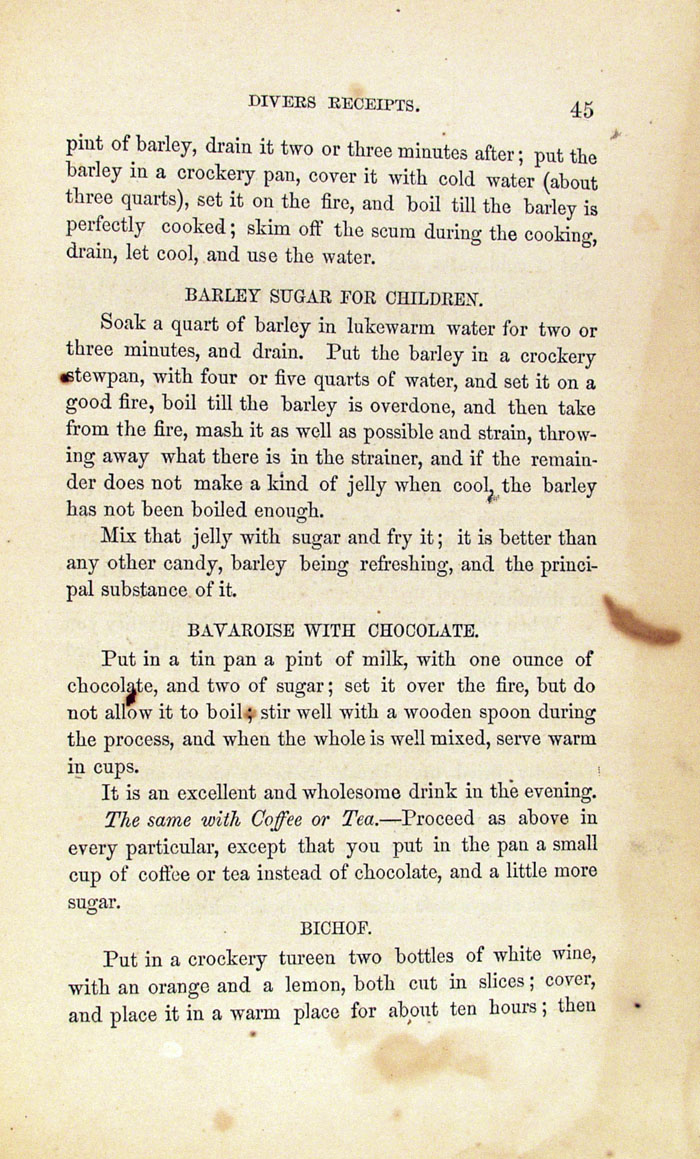 DIVERS RECEIPTS. 45
pint of barley, drain it two or three minutes after; put the
barley in a crockery pan, cover it with cold water (about
three quarts), set it on the fire, and boil till the barley is
perfectly cooked; skim off the scum during the cooking,
drain, let cool, and use the water.
BARLEY SUGAR FOR CHILDREN.
Soak a quart of barley in lukewarm water for two or
three minutes, and drain. Put the barley in a crockery
stewpan, with four or five quarts of water, and set it on a
good fire, boil till the barley is overdone, and then take
from the fire, mash it as well as possible and strain, throw-
ing away what there is in the strainer, and if the remain-
der does not make a kind of jelly when cool, the barley
has not been boiled enough.
Mix that jelly with sugar and fry it; it is better than
any other candy, barley being refreshing, and the princi-
pal substance of it.
BAVAROISE WITH CHOCOLATE.
Put in a tin pan a pint of milk, with one ounce of
chocolate, and two of sugar; set it over the fire, but do
not allow it to boil; stir well with a wooden spoon during
the process, and when the whole is well mixed, serve warm
in cups.
It is an excellent and wholesome drink in the evening.
The same with Coffee or Tea.—Proceed as above in
every particular, except that you put in the pan a small
cup of coffee or tea instead of chocolate, and a little more
sugar.
BICHOF.
Put in a crockery tureen two bottles of white wine,
with an orange and a lemon, both cut in slices; cover,
and place it in a warm place for about ten hours; then